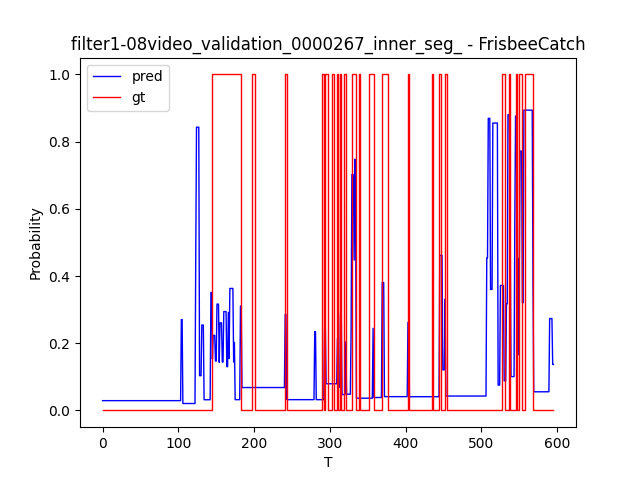 filter1-08video_validation_0000267_inner_seg_ - FrisbeeCatch
pred
gt
1.0
0.8
0.6
0.4
0.2
0.0
Probability
0 100 200 300 400 500 600
T